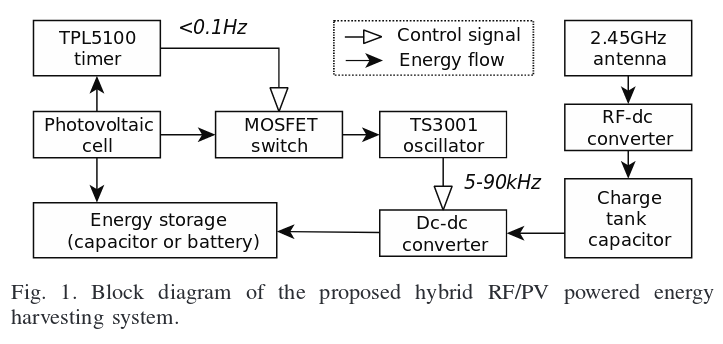 TPL5100
timer
<0.1Hz
Control signal
Energy flow
2.45GHz
antenna
Photovoltaic
cell
MOSFET
switch
TS3001
oscillator
RF-dc
converter
5-90kHz
Energy storage
(capacitor or battery)
Dc-dc
converter
Charge
tank
capacitor
Fig. 1. Block diagram of the proposed hybrid RF/PV powered energy
harvesting system.